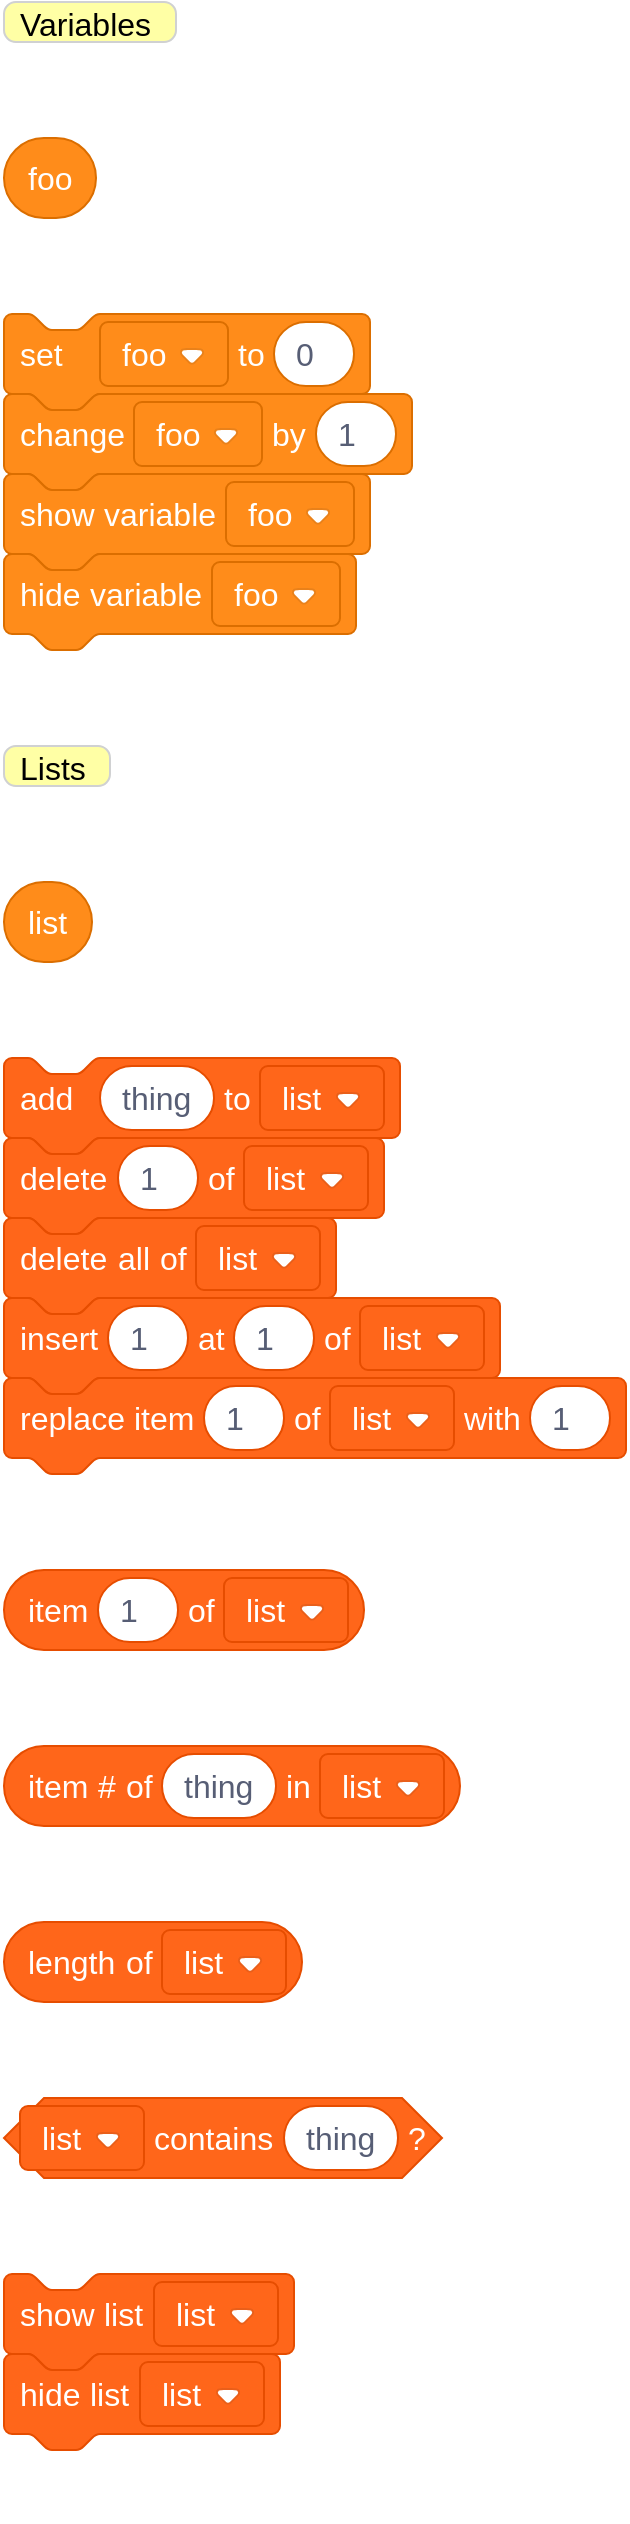 Variables
foo
set foo to 0
change foo by 1
show variable foo
hide variable foo
Lists
list
add thing to list
delete 1 of list
delete all of list
insert 1 at 1 of list
replace item 1 of list with 1
item 1 of list
item # of thing in list
length of list
list contains thing ?
show list list
hide list list